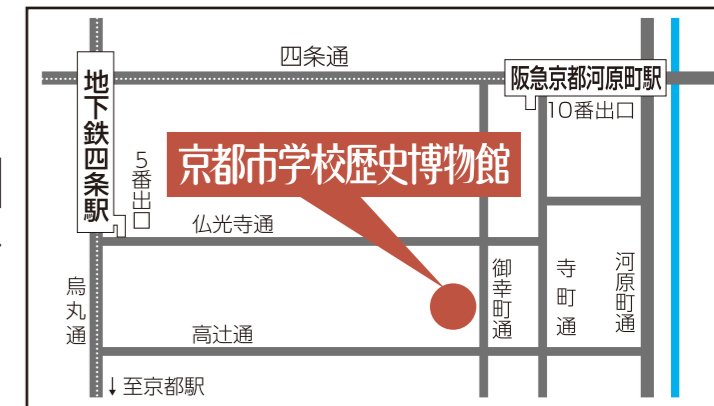 四条通
阪急京都河原町駅
10番出口
地下鉄四条駅
5番出口
京都市学校歴史博物館
仏光寺通
御幸町通
寺町通
河原町通
烏丸通
高辻通
↓至京都駅